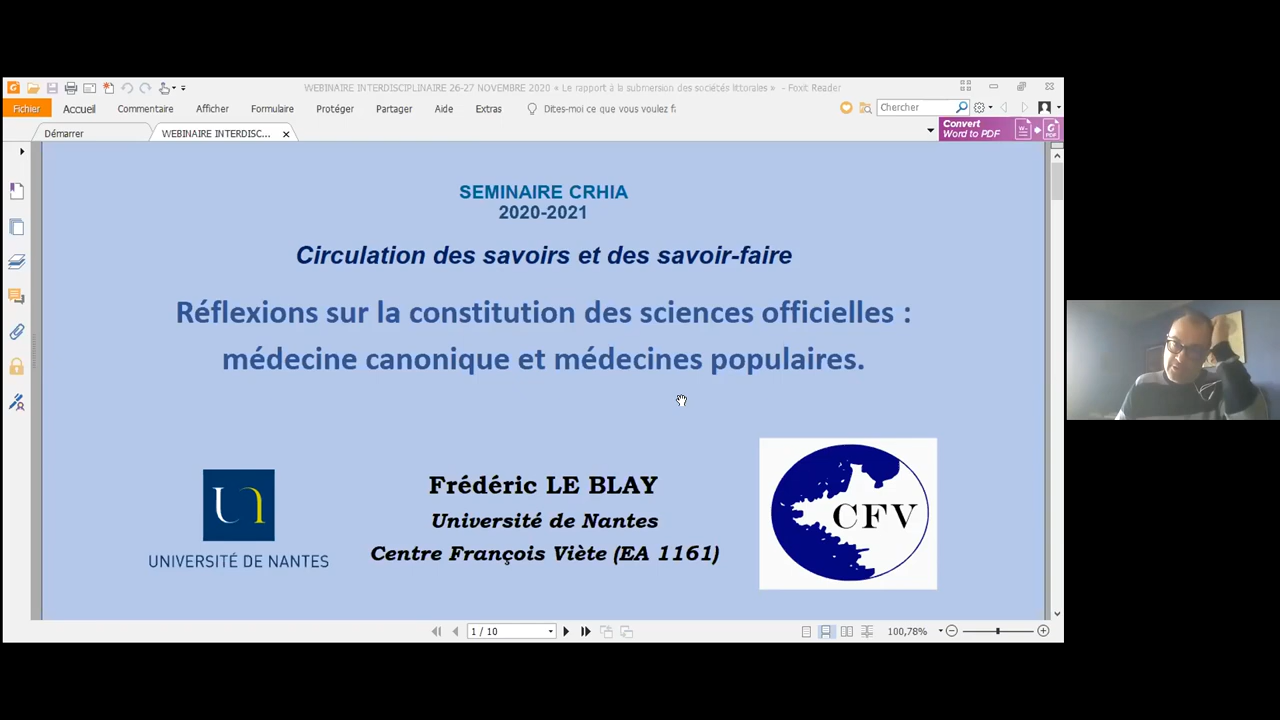 WEBINAIRE INTERDISCIPLINAIRE 26-27 NOVEMBRE 2020 « Le rapport à la submersion des sociétés littorales » - Foxit Reader
Fichier Accueil Commentaire Afficher Formulaire Protéger Partager Aide Extras Dites-moi ce que vous voulez fa Chercher
Démarrer WEBINAIRE INTERDISC...
Convert
Word to PDF
SEMINAIRE CRHIA
2020-2021
Circulation des savoirs et des savoir-faire
Réflexions sur la constitution des sciences officielles :
médecine canonique et médecines populaires.
Frédéric LE BLAY
Université de Nantes
Centre François Viète (EA 1161)
UNIVERSITÉ DE NANTES
CFV
1 / 10
100,78%